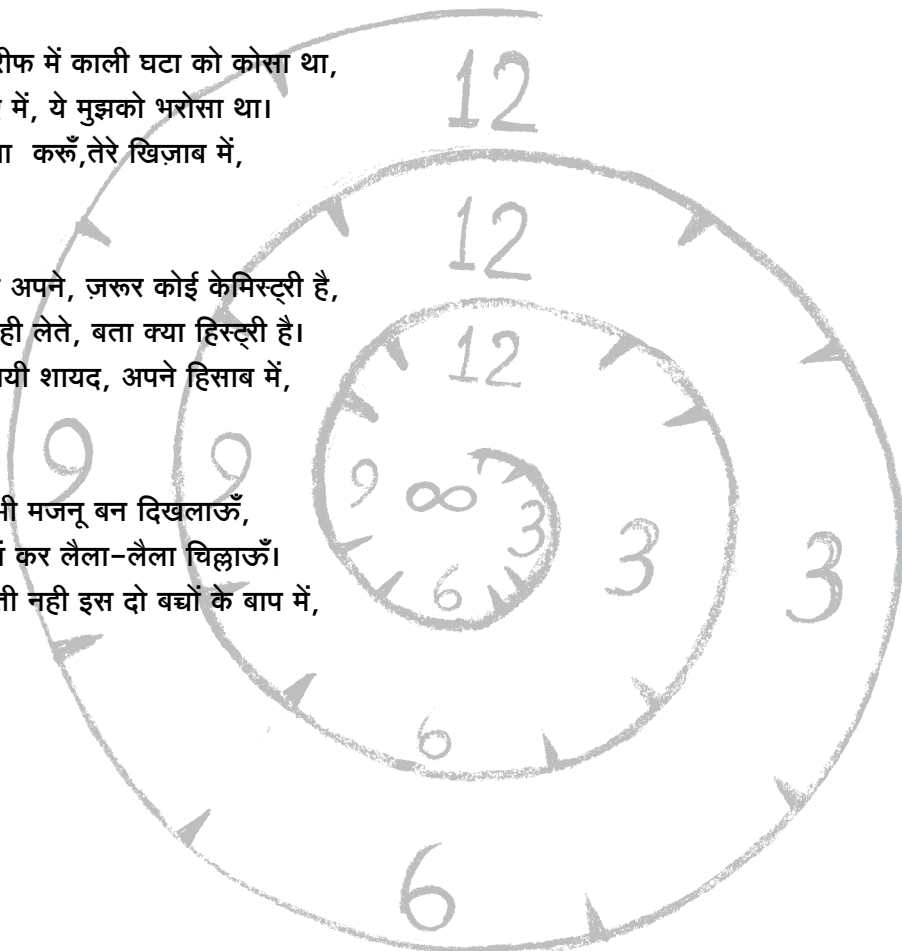 में काली घटा को कोसा था,
में, ये मुझको भरोसा था।
करूँ,तेरे खिज़ाब में,
अपने, ज़रूर कोई केमिस्ट्री है,
ही लेते, बता क्या हिस्ट्री है।
शायद, अपने हिसाब में,
मजनू बन दिखलाऊँ,
कर लैला-लैला चिल्लाऊँ।
नही इस दो बच्चों के बाप में,
12
12
12
9
9
9
∞
3
3
3
6
6
6